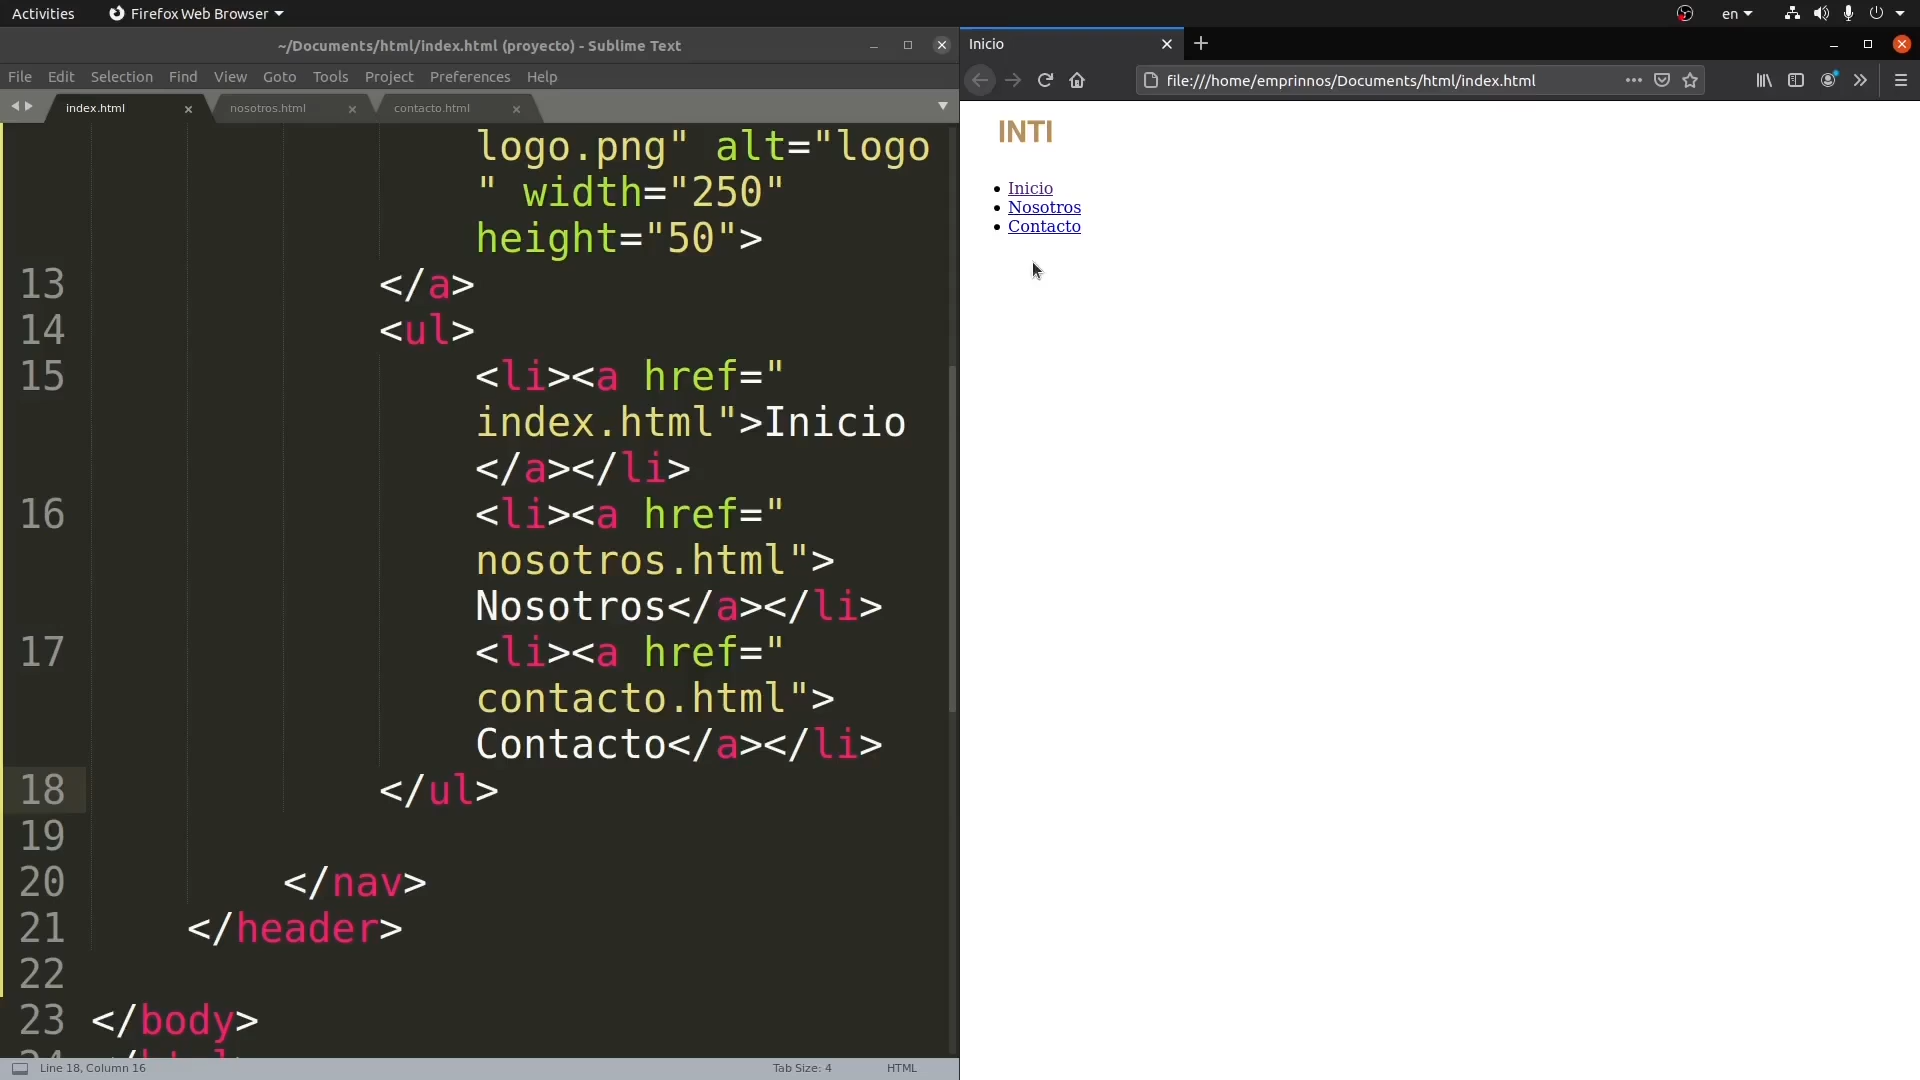 Activities
Firefox Web Browser
en
~/Documents/html/index.html (proyecto) - Sublime Text
File Edit Selection Find View Goto Tools Project Preferences Help
index.html
nosotros.html
contacto.html
logo.png" alt="logo
" width="250"
height="50">
13 </a>
14 <ul>
15 <li><a href="
index.html">Inicio
</a></li>
16 <li><a href="
nosotros.html">
Nosotros</a></li>
17 <li><a href="
contacto.html">
Contacto</a></li>
18 </ul>
19
20 </nav>
21 </header>
22
23 </body>
Line 18, Column 16
Tab Size: 4
HTML
Inicio
file:///home/emprinnos/Documents/html/index.html
INTI
Inicio
Nosotros
Contacto